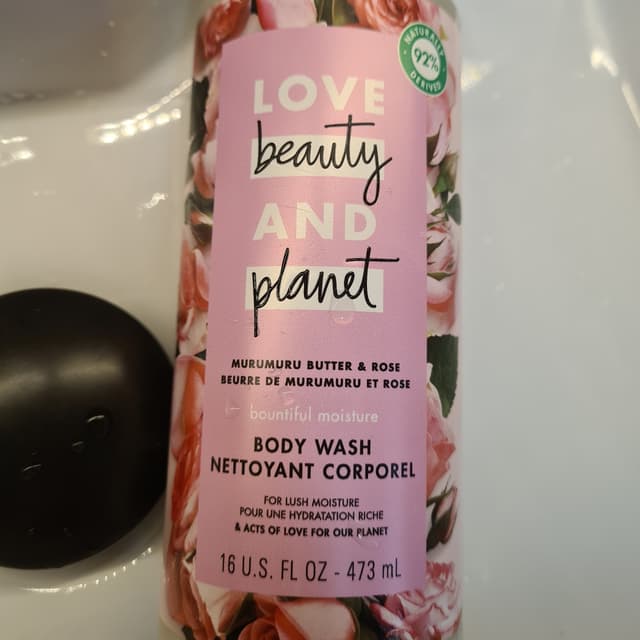 NATURALLY
92%
DERIVED
LOVE
beauty
AND
planet
MURUMURU BUTTER & ROSE
BEURRE DE MURUMURU ET ROSE
bountiful moisture
BODY WASH
NETTOYANT CORPOREL
FOR LUSH MOISTURE
POUR UNE HYDRATATION RICHE
& ACTS OF LOVE FOR OUR PLANET
16 U.S. FL OZ - 473 mL